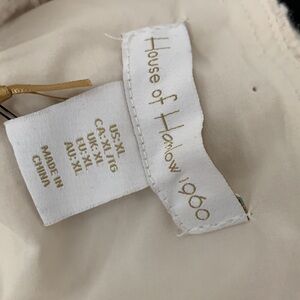 House of Harlow 1960
US:XL
CA:XL/TG
UK:XL
EU:XL
AU:XL
MADE IN
CHINA